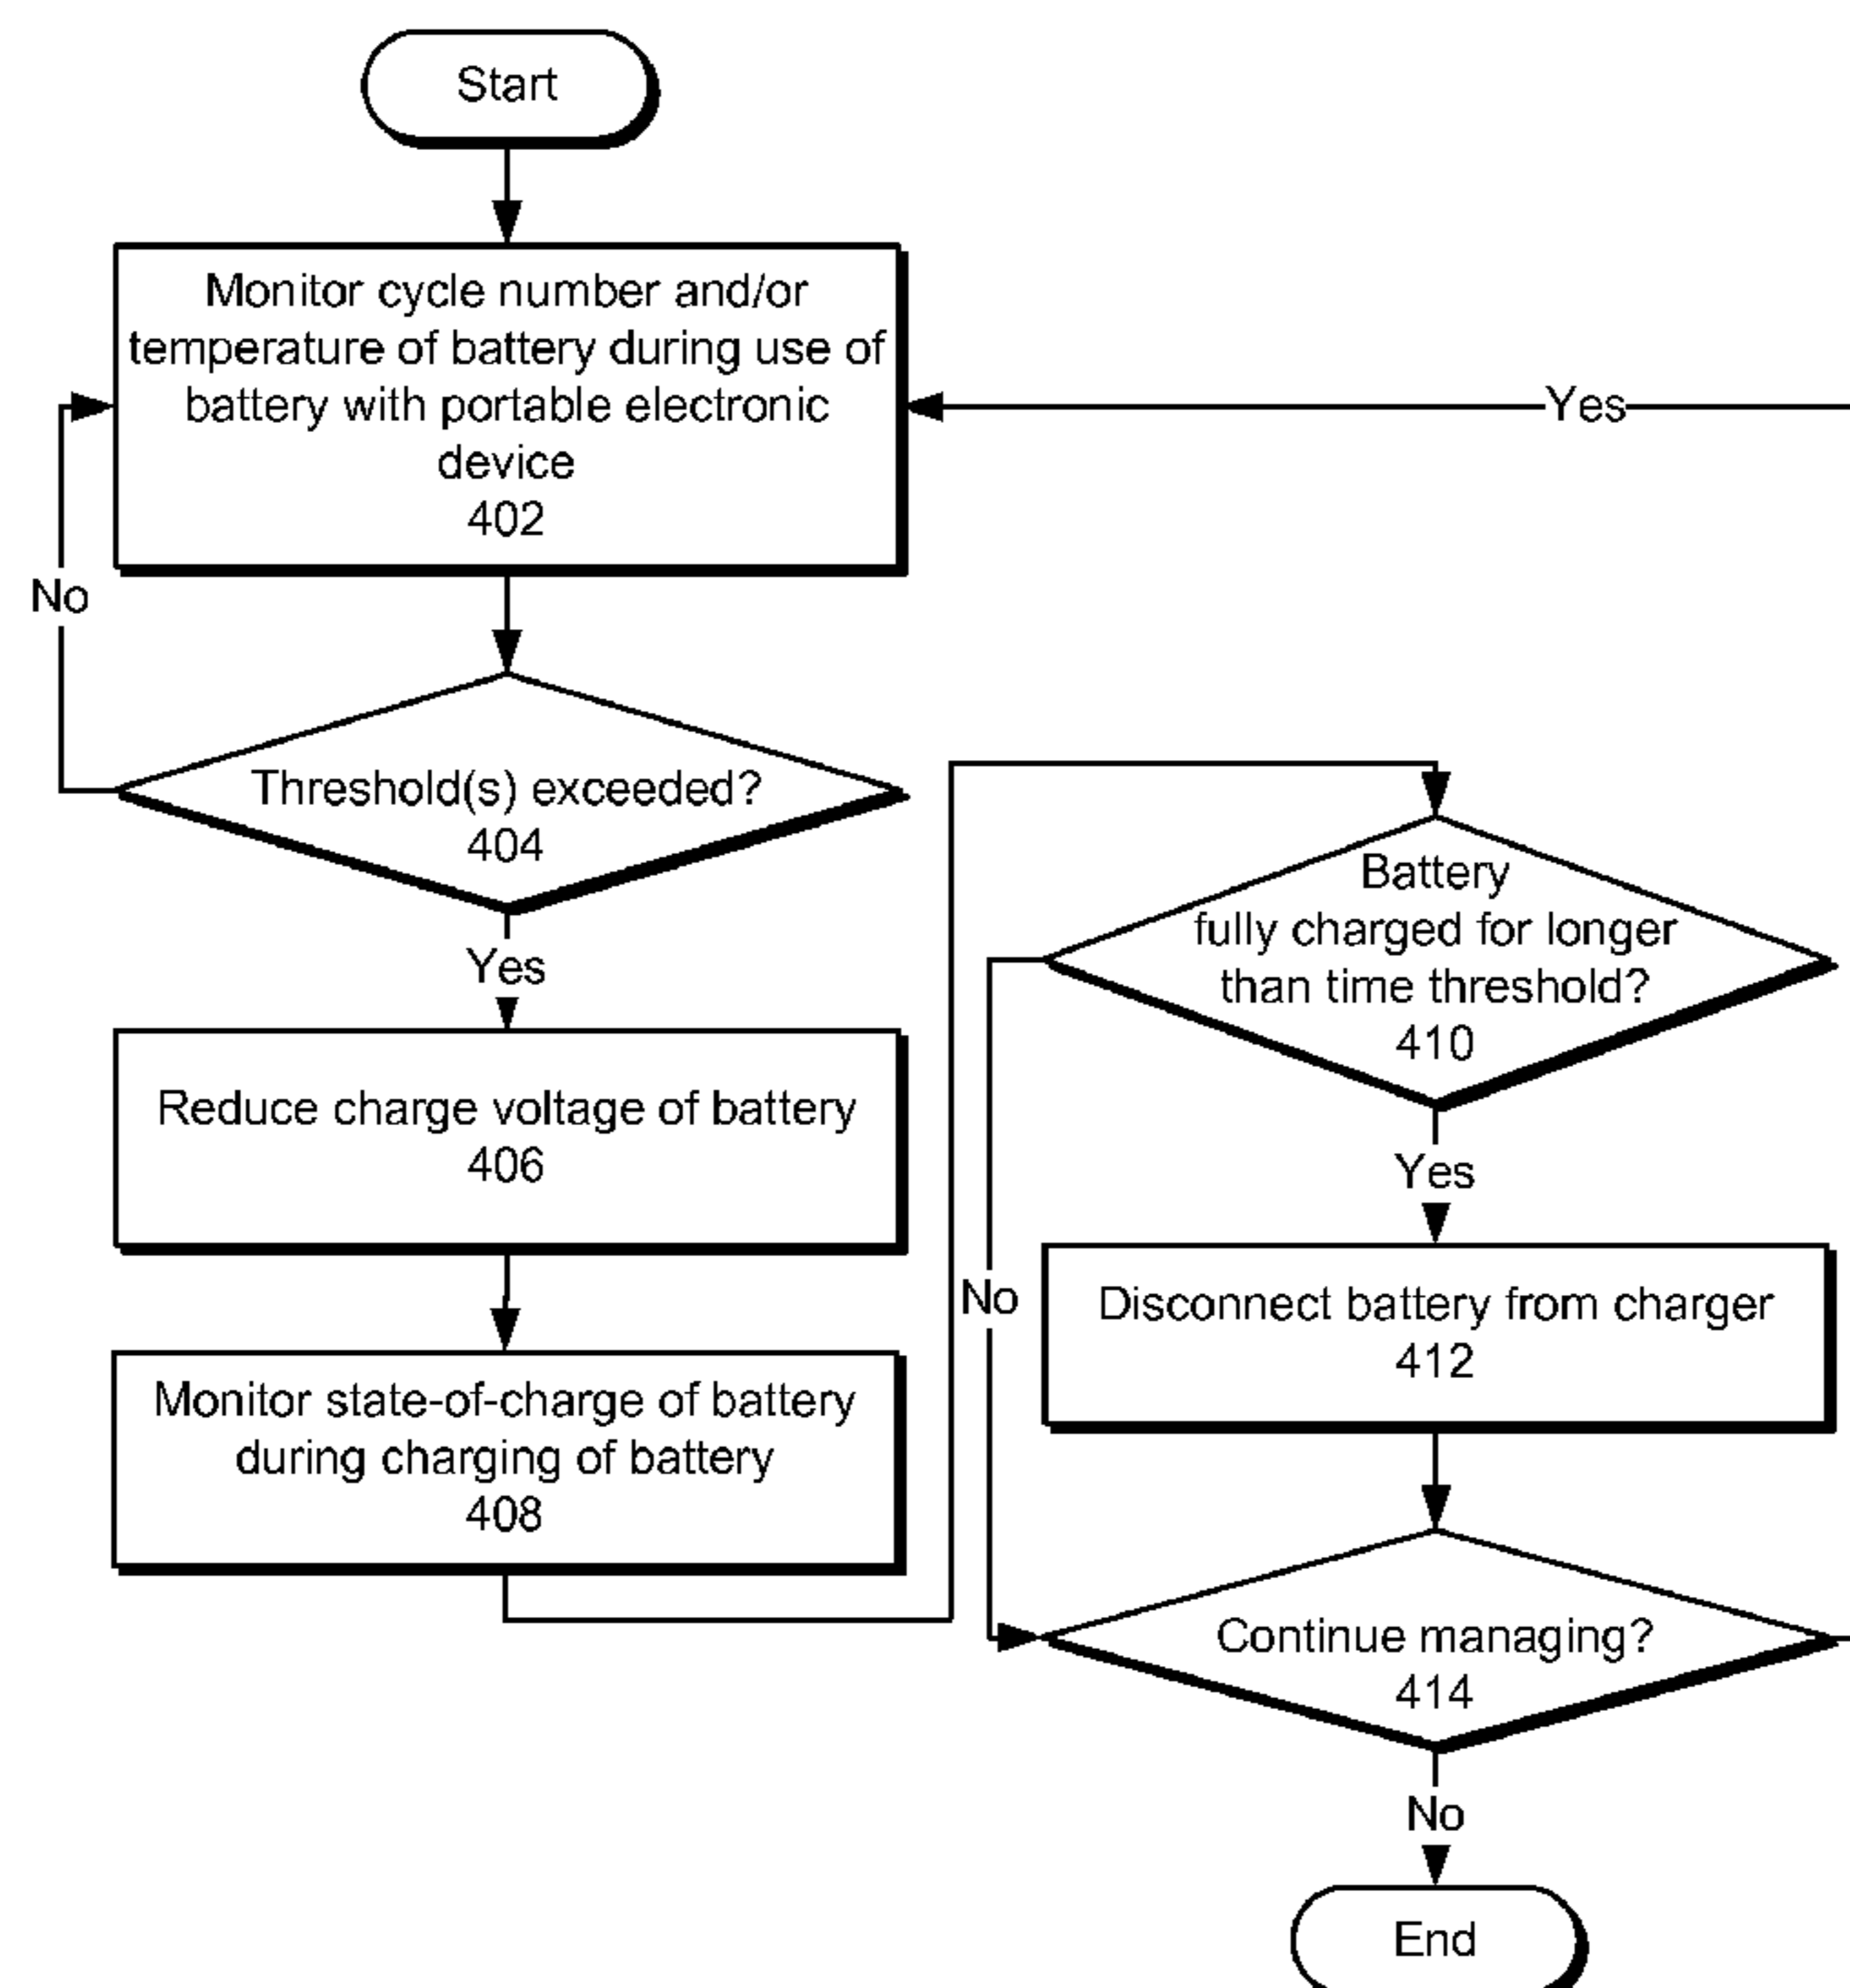 Start
Monitor cycle number and/or
temperature of battery during use of
battery with portable electronic
device
402
Yes
No
Threshold(s) exceeded?
404
Yes
Reduce charge voltage of battery
406
Monitor state-of-charge of battery
during charging of battery
408
Battery
fully charged for longer
than time threshold?
410
Yes
No
Disconnect battery from charger
412
Continue managing?
414
No
End